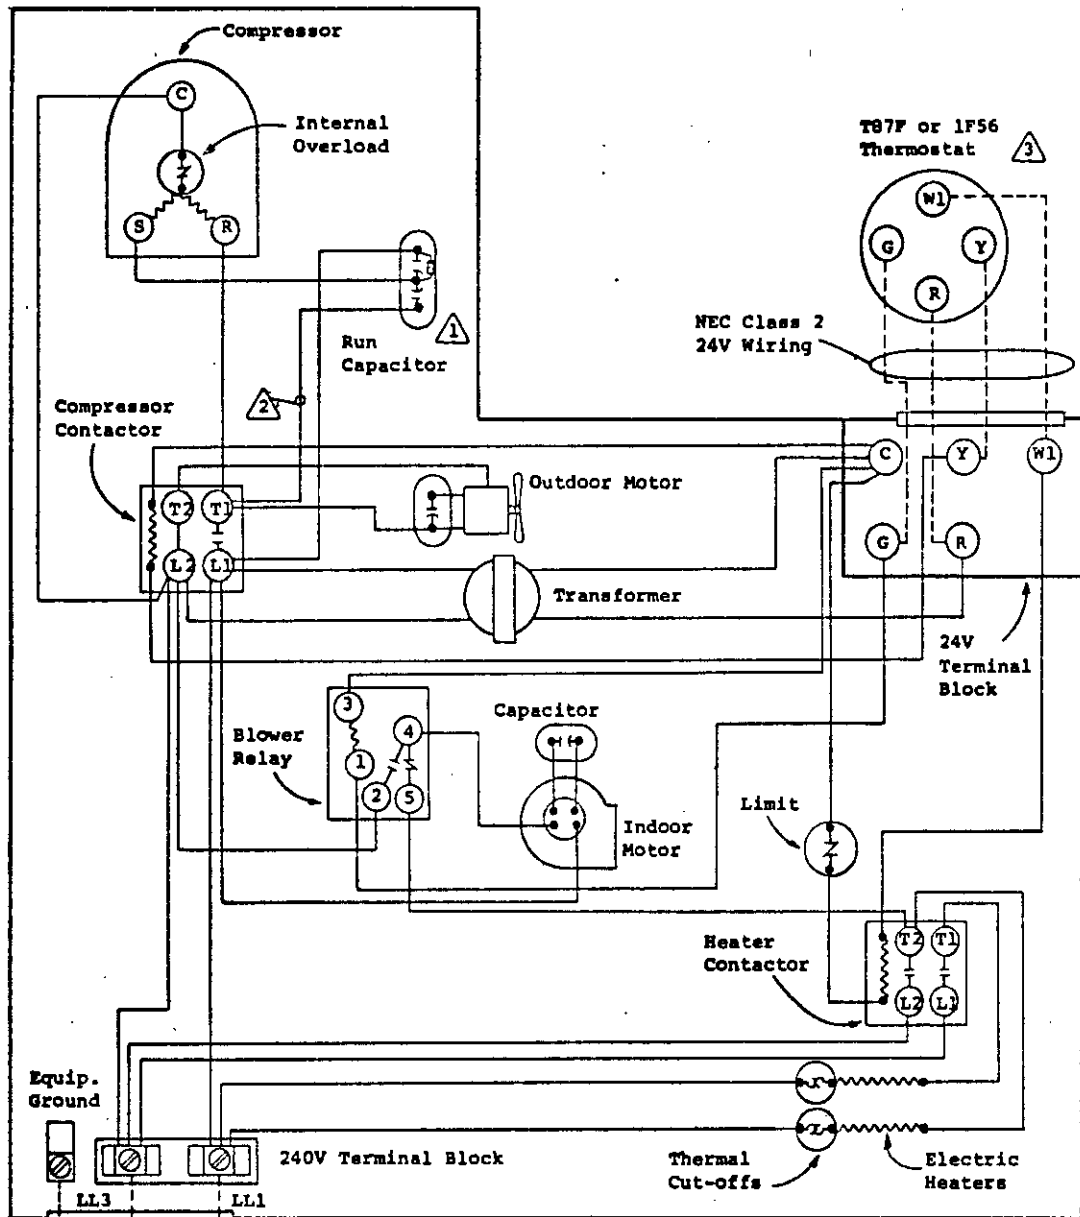 Compressor
C
Internal
Overload
T87F or 1F56
Thermostat
3
W1
G
Y
R
S
R
NEC Class 2
24V Wiring
1
Run
Capacitor
2
Compressor
Contactor
C
Y
W1
Outdoor Motor
T2
T1
G
R
L2
L1
Transformer
24V
Terminal
Block
3
Capacitor
4
Blower
Relay
1
2
5
Limit
Indoor
Motor
Heater
Contactor
T2
T1
L2
L1
Equip.
Ground
240V Terminal Block
Thermal
Cut-offs
Electric
Heaters
LL3
LL1